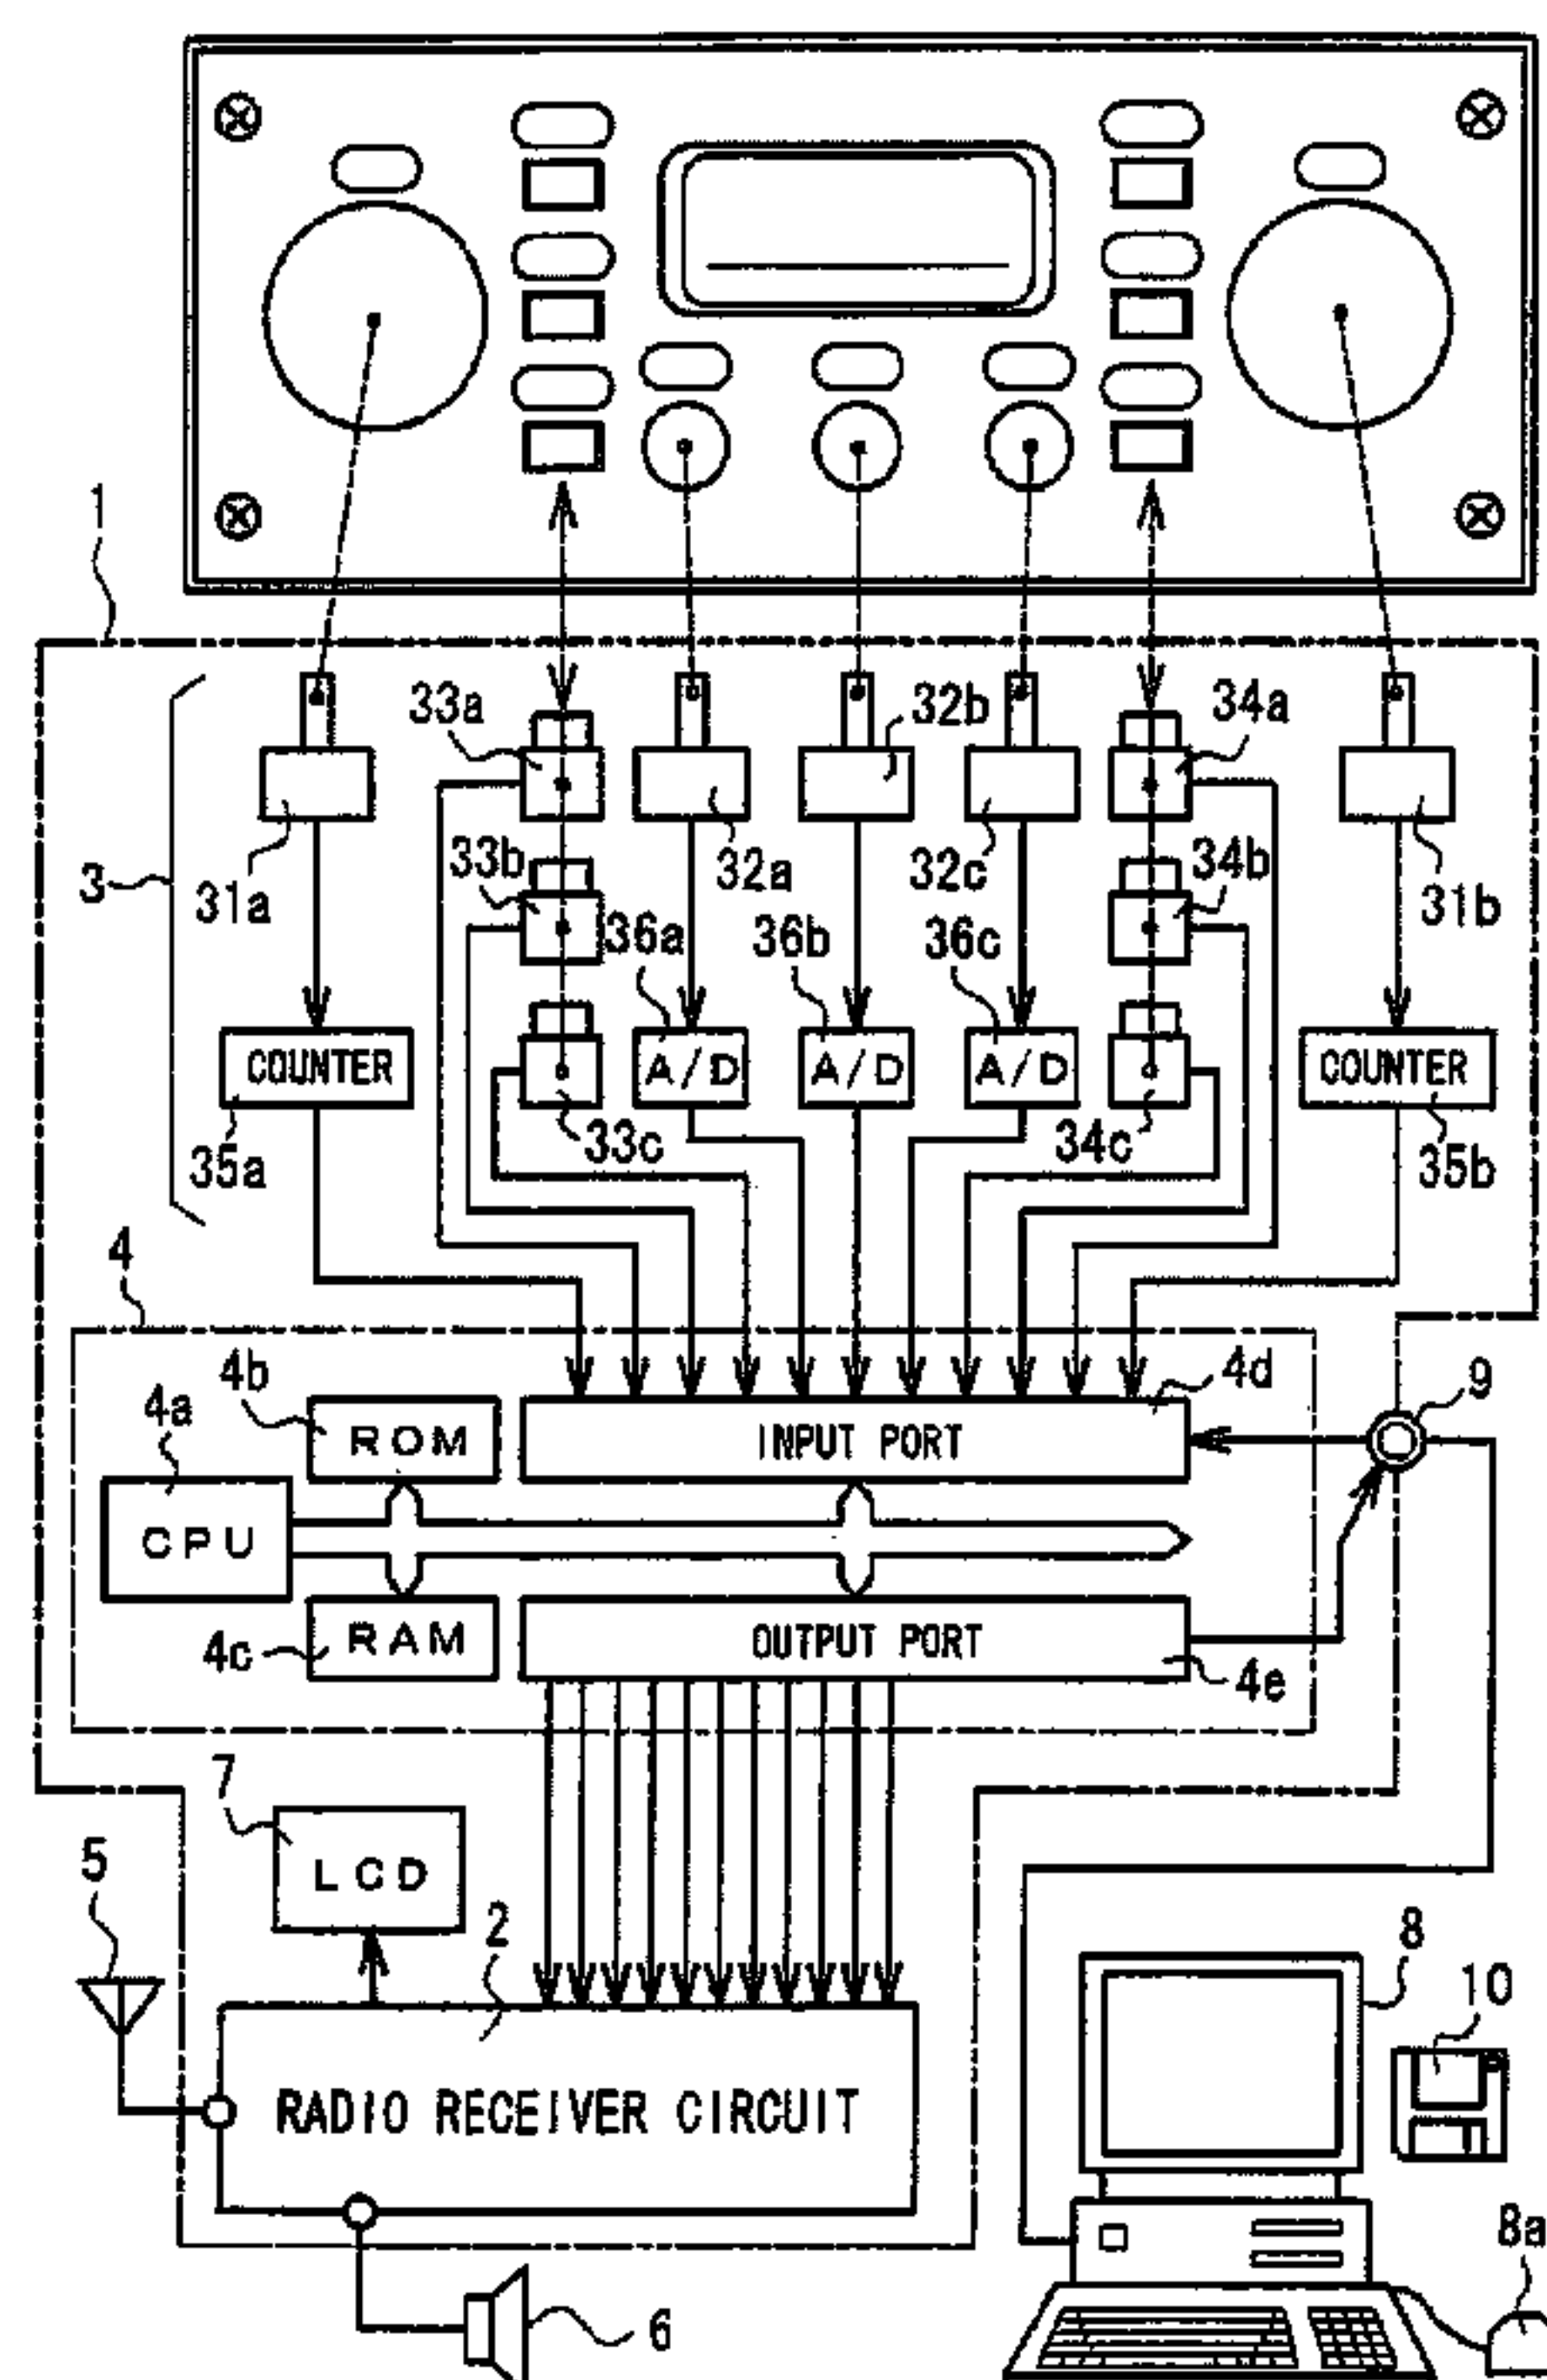 1
33a
32b
34a
3
31a
33b
32a
32c
34b
31b
36a
36b
36c
COUNTER
A/D
A/D
A/D
COUNTER
35a
33c
34c
35b
4
4b
4d
9
4a
ROM
INPUT PORT
CPU
4c
RAM
OUTPUT PORT
4e
7
LCD
5
2
8
10
RADIO RECEIVER CIRCUIT
8a
6